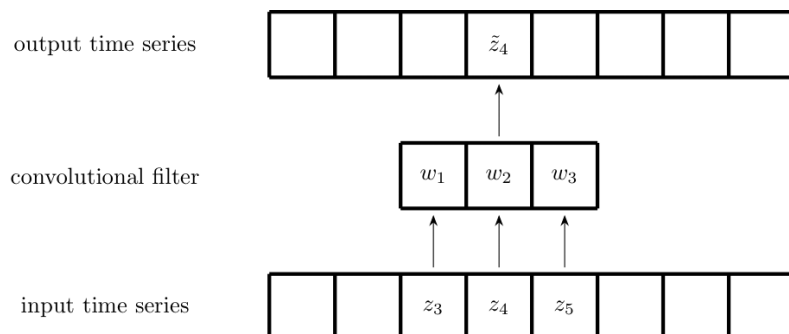 output time series
z̃₄
convolutional filter
w₁ w₂ w₃
input time series
z₃ z₄ z₅